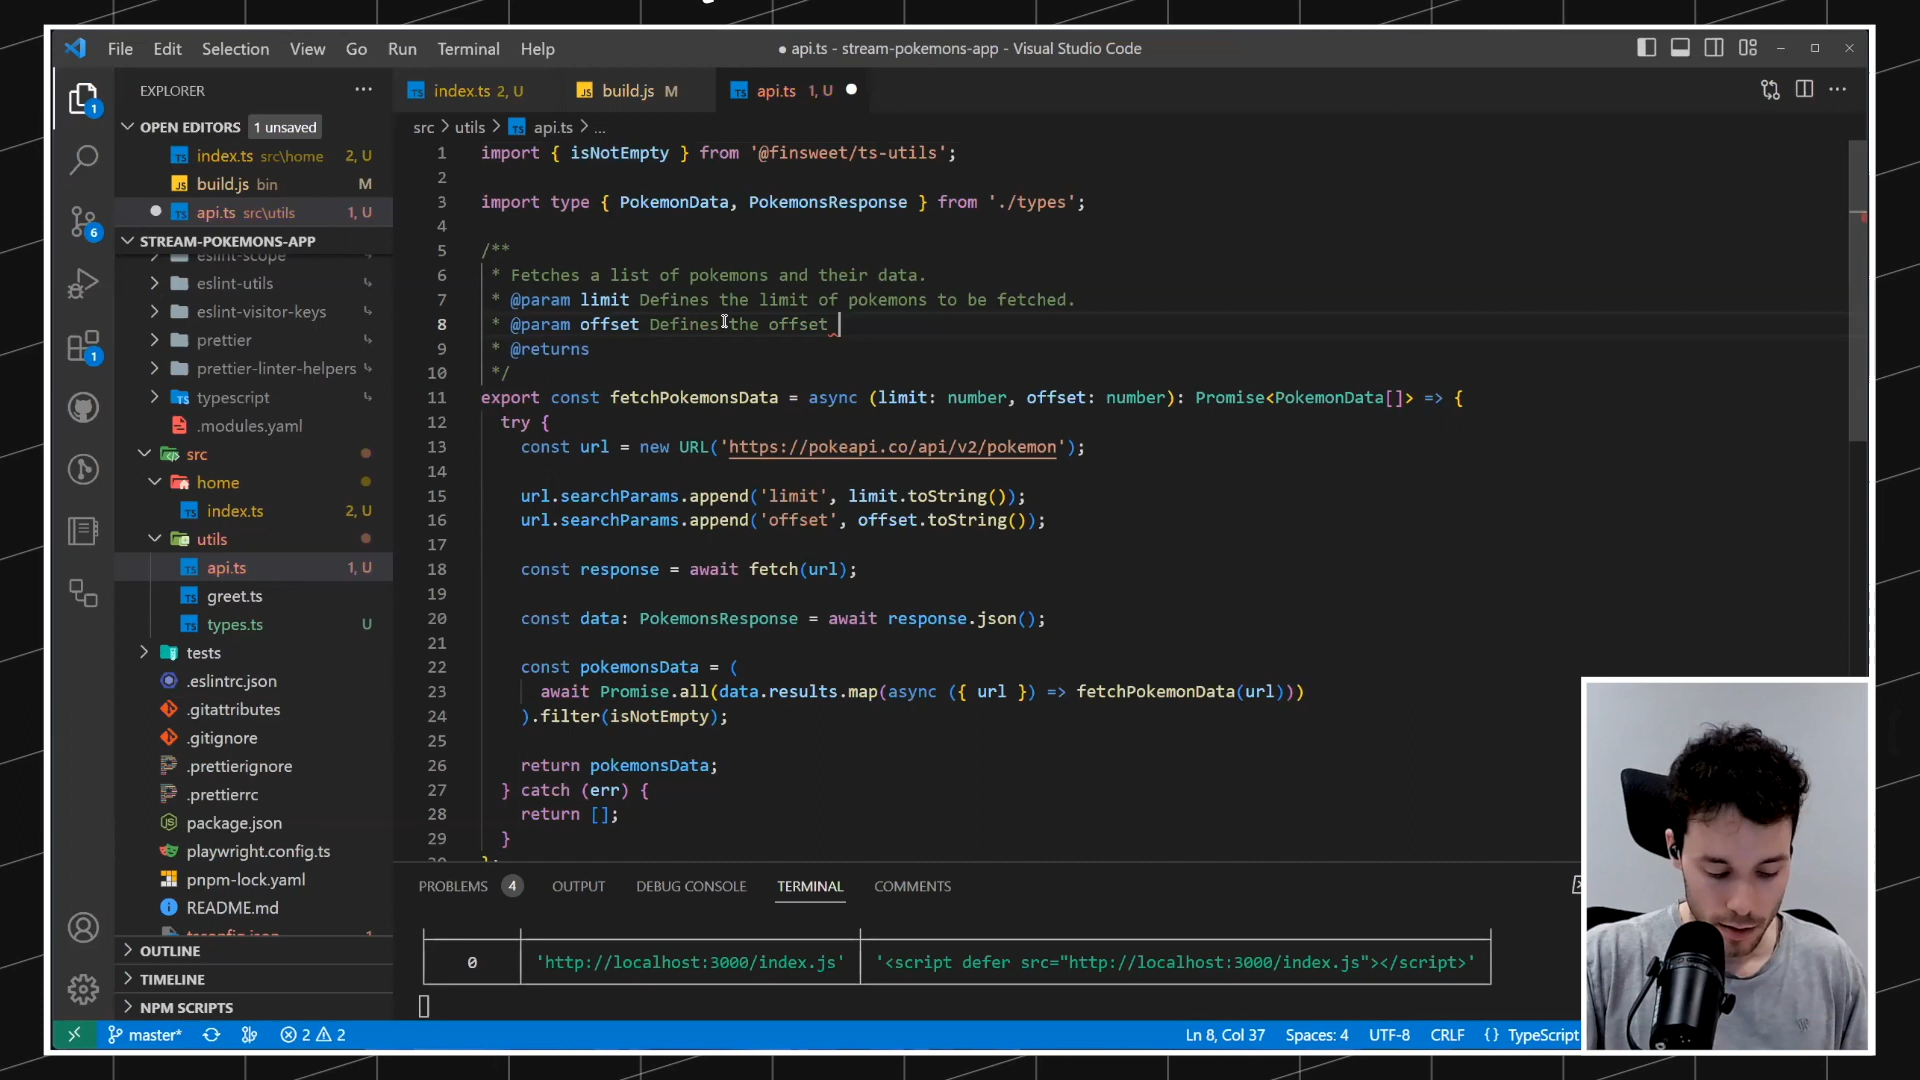 File Edit Selection View Go Run Terminal Help
● api.ts - stream-pokemons-app - Visual Studio Code
EXPLORER ···
OPEN EDITORS 1 unsaved
index.ts src\home 2, U
build.js bin M
api.ts src\utils 1, U
STREAM-POKEMONS-APP
eslint-scope
eslint-utils
eslint-visitor-keys
prettier
prettier-linter-helpers
typescript
.modules.yaml
src
home
index.ts 2, U
utils
api.ts 1, U
greet.ts
types.ts U
tests
.eslintrc.json
.gitattributes
.gitignore
.prettierignore
.prettierrc
package.json
playwright.config.ts
pnpm-lock.yaml
README.md
tsconfig.json 1
OUTLINE
TIMELINE
NPM SCRIPTS
index.ts 2, U build.js M api.ts 1, U
src > utils > api.ts > ...
1 import { isNotEmpty } from '@finsweet/ts-utils';
2
3 import type { PokemonData, PokemonsResponse } from './types';
4
5 /**
6 * Fetches a list of pokemons and their data.
7 * @param limit Defines the limit of pokemons to be fetched.
8 * @param offset Defines the offset
9 * @returns
10 */
11 export const fetchPokemonsData = async (limit: number, offset: number): Promise<PokemonData[]> => {
12 try {
13 const url = new URL('https://pokeapi.co/api/v2/pokemon');
14
15 url.searchParams.append('limit', limit.toString());
16 url.searchParams.append('offset', offset.toString());
17
18 const response = await fetch(url);
19
20 const data: PokemonsResponse = await response.json();
21
22 const pokemonsData = (
23 await Promise.all(data.results.map(async ({ url }) => fetchPokemonData(url)))
24 ).filter(isNotEmpty);
25
26 return pokemonsData;
27 } catch (err) {
28 return [];
29 }
PROBLEMS 4 OUTPUT DEBUG CONSOLE TERMINAL COMMENTS
0 'http://localhost:3000/index.js' '<script defer src="http://localhost:3000/index.js"></script>'
master* 2 2 Ln 8, Col 37 Spaces: 4 UTF-8 CRLF {} TypeScript
1
6
1